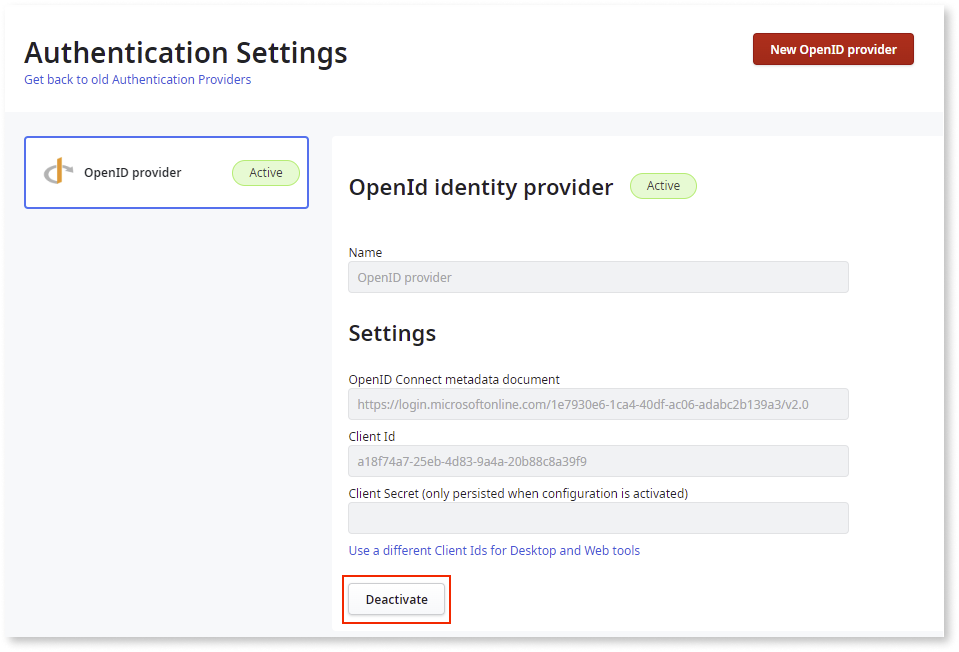 Authentication Settings
New OpenID provider
Get back to old Authentication Providers
OpenID provider
Active
OpenId identity provider
Active
Name
OpenID provider
Settings
OpenID Connect metadata document
https://login.microsoftonline.com/1e7930e6-1ca4-40df-ac06-adabc2b139a3/v2.0
Client Id
a18f74a7-25eb-4d83-9a4a-20b88c8a39f9
Client Secret (only persisted when configuration is activated)
Use a different Client Ids for Desktop and Web tools
Deactivate